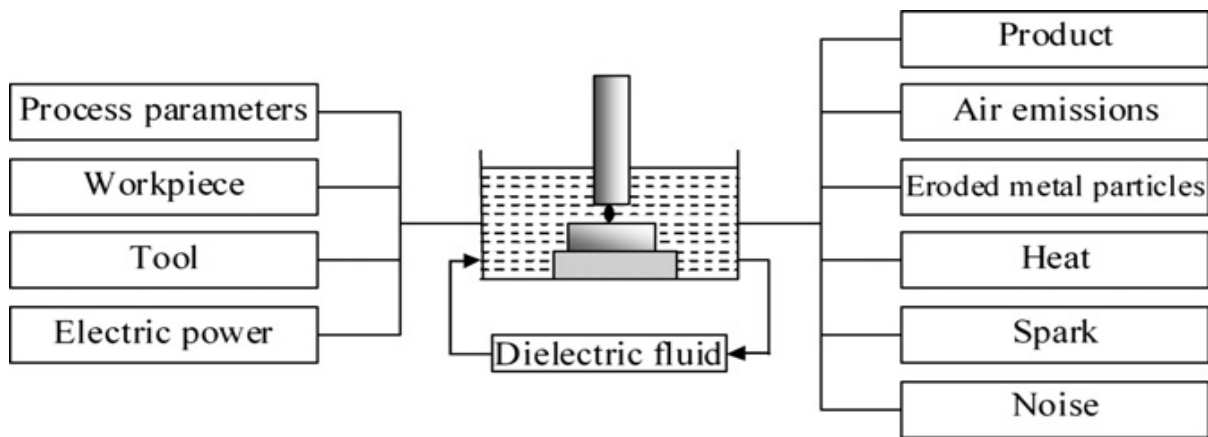 Process parameters
Workpiece
Tool
Electric power
Dielectric fluid
Product
Air emissions
Eroded metal particles
Heat
Spark
Noise